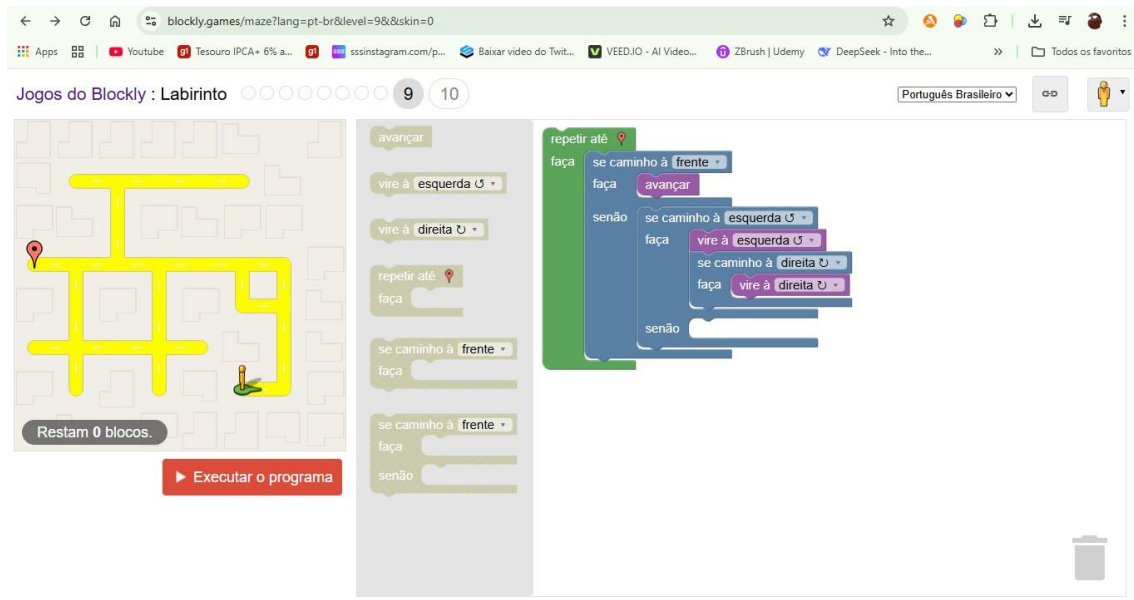 blockly.games/maze?lang=pt-br&level=9&&skin=0
Apps Youtube g1 Tesouro IPCA+ 6% a... g1 sss sssinstagram.com/p... Baixar video do Twit... VEED.IO - AI Video... ZBrush | Udemy DeepSeek - Into the... » Todos os favoritos
Jogos do Blockly : Labirinto 9 10 Português Brasileiro
Restam 0 blocos.
Executar o programa
avançar
vire à esquerda ↺
vire à direita ↻
repetir até
faça
se caminho à frente
faça
se caminho à frente
faça
senão
repetir até
faça se caminho à frente
faça avançar
senão se caminho à esquerda ↺
faça vire à esquerda ↺
se caminho à direita ↻
faça vire à direita ↻
senão